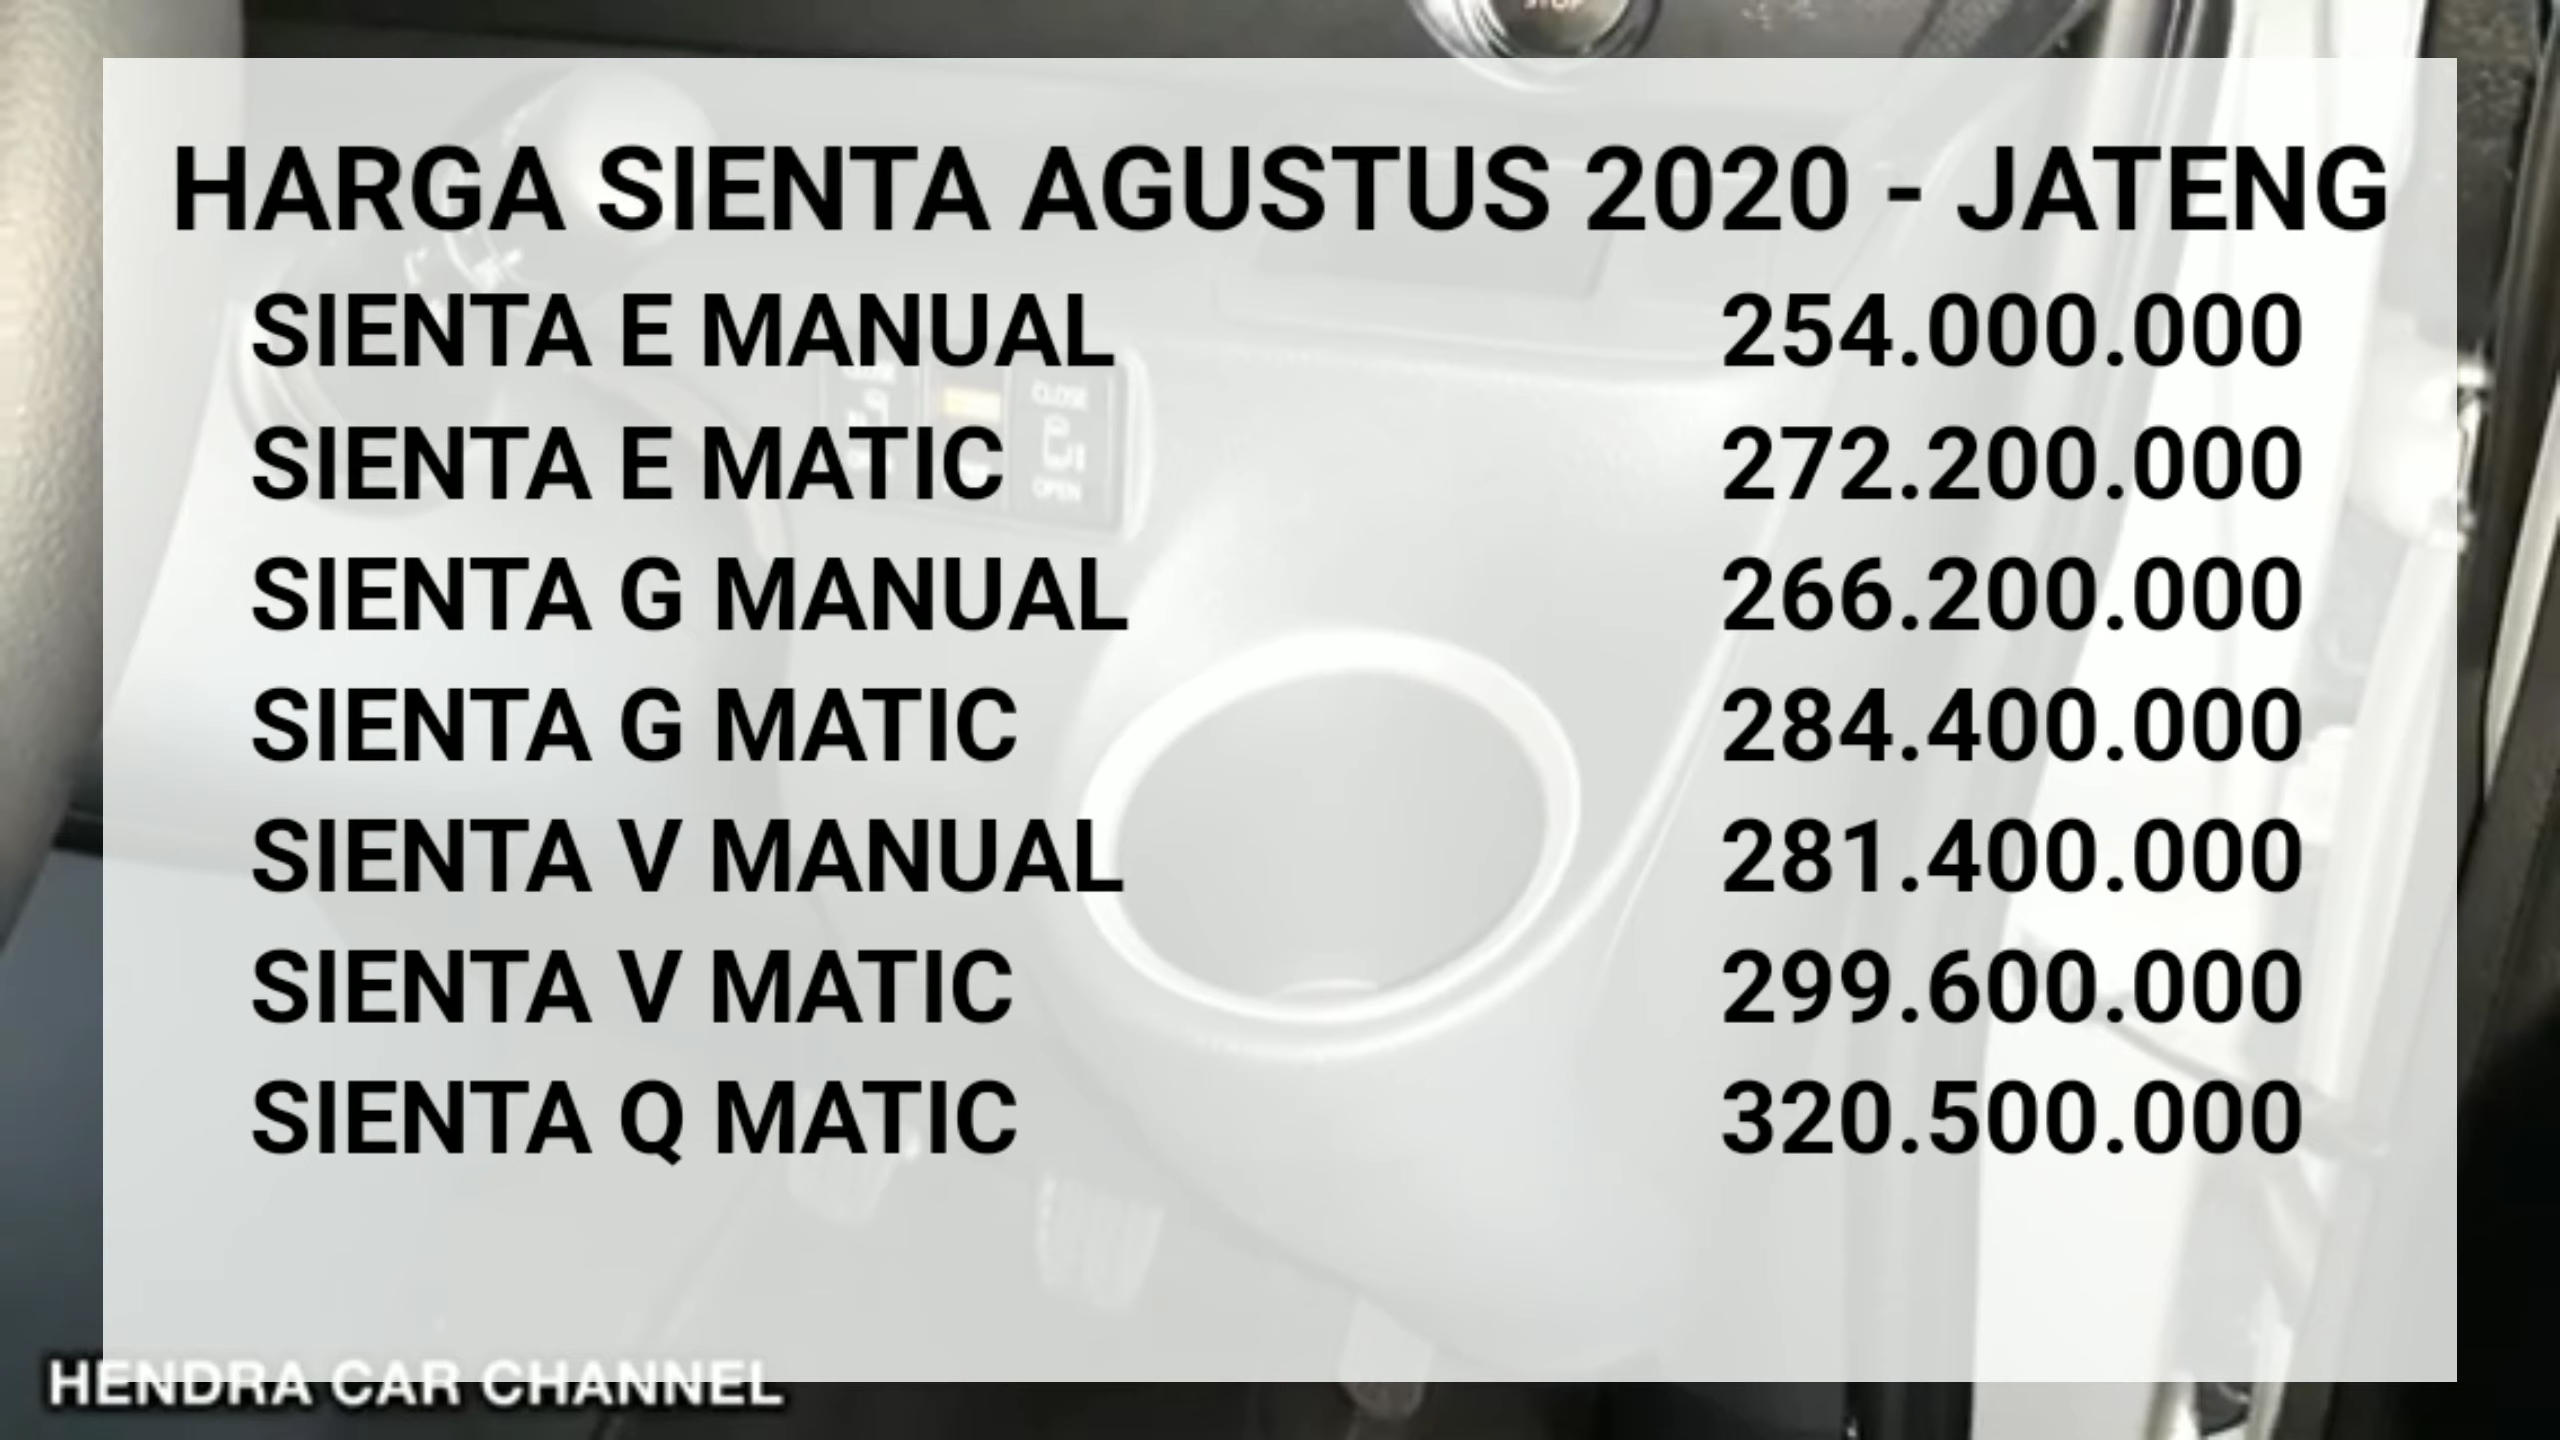 HARGA SIENTA AGUSTUS 2020 - JATENG
SIENTA E MANUAL 254.000.000
SIENTA E MATIC 272.200.000
SIENTA G MANUAL 266.200.000
SIENTA G MATIC 284.400.000
SIENTA V MANUAL 281.400.000
SIENTA V MATIC 299.600.000
SIENTA Q MATIC 320.500.000
CLOSE
OPEN
HENDRA CAR CHANNEL